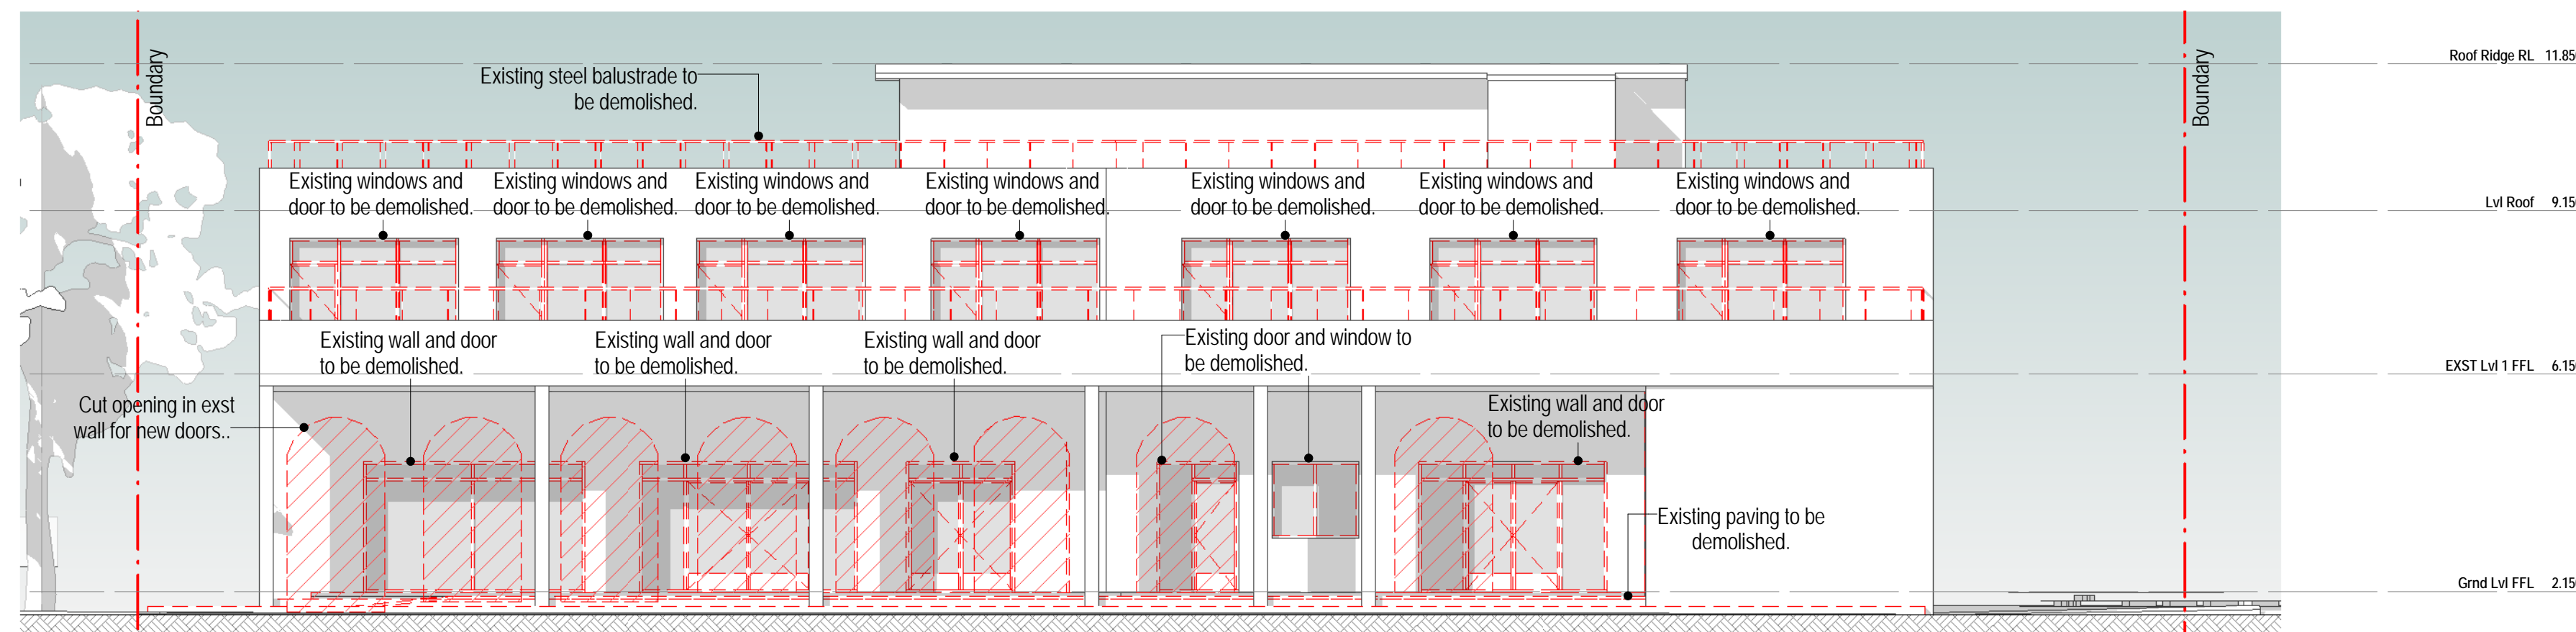 Boundary
Boundary
Roof Ridge RL 11.85
Existing steel balustrade to
be demolished.
Existing windows and
door to be demolished.
Existing windows and
door to be demolished.
Existing windows and
door to be demolished.
Existing windows and
door to be demolished.
Existing windows and
door to be demolished.
Existing windows and
door to be demolished.
Existing windows and
door to be demolished.
Lvl Roof 9.15
Existing wall and door
to be demolished.
Existing wall and door
to be demolished.
Existing wall and door
to be demolished.
Existing door and window to
be demolished.
EXST Lvl 1 FFL 6.15
Cut opening in exst
wall for new doors..
Existing wall and door
to be demolished.
Existing paving to be
demolished.
Grnd Lvl FFL 2.15